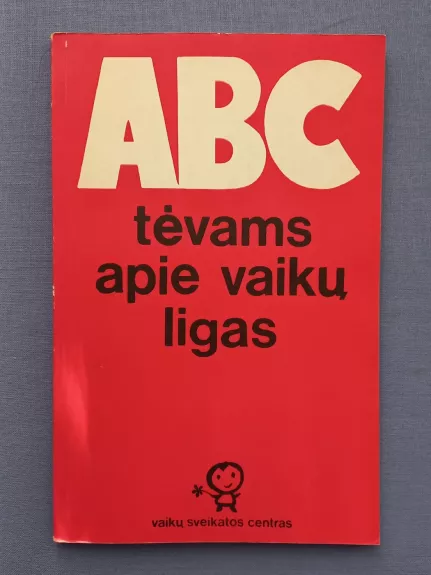 ABC
tėvams
apie vaikų
ligas
vaikų sveikatos centras